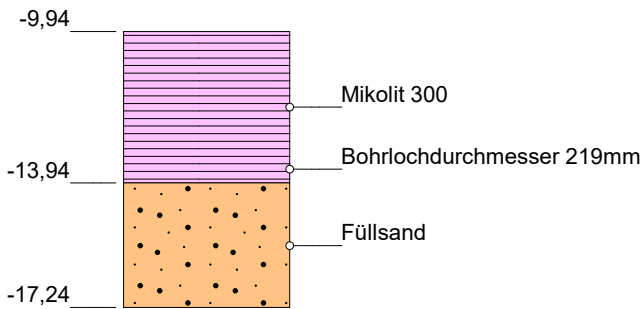 -9,94
Mikolit 300
Bohrlochdurchmesser 219mm
-13,94
Füllsand
-17,24